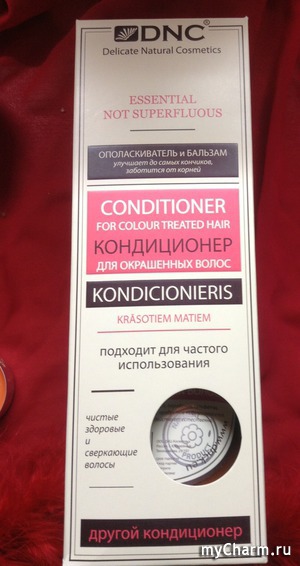 DNC®
Delicate Natural Cosmetics
ESSENTIAL
NOT SUPERFLUOUS
ОПОЛАСКИВАТЕЛЬ и БАЛЬЗАМ
улучшает до самых кончиков,
заботится от корней
CONDITIONER
FOR COLOUR TREATED HAIR
КОНДИЦИОНЕР
ДЛЯ ОКРАШЕННЫХ ВОЛОС
KONDICIONIERIS
KRĀSOTIEM MATIEM
подходит для частого
использования
чистые
здоровые
и
сверкающие
волосы
PRODUCT
другой кондиционер
myCharm.ru